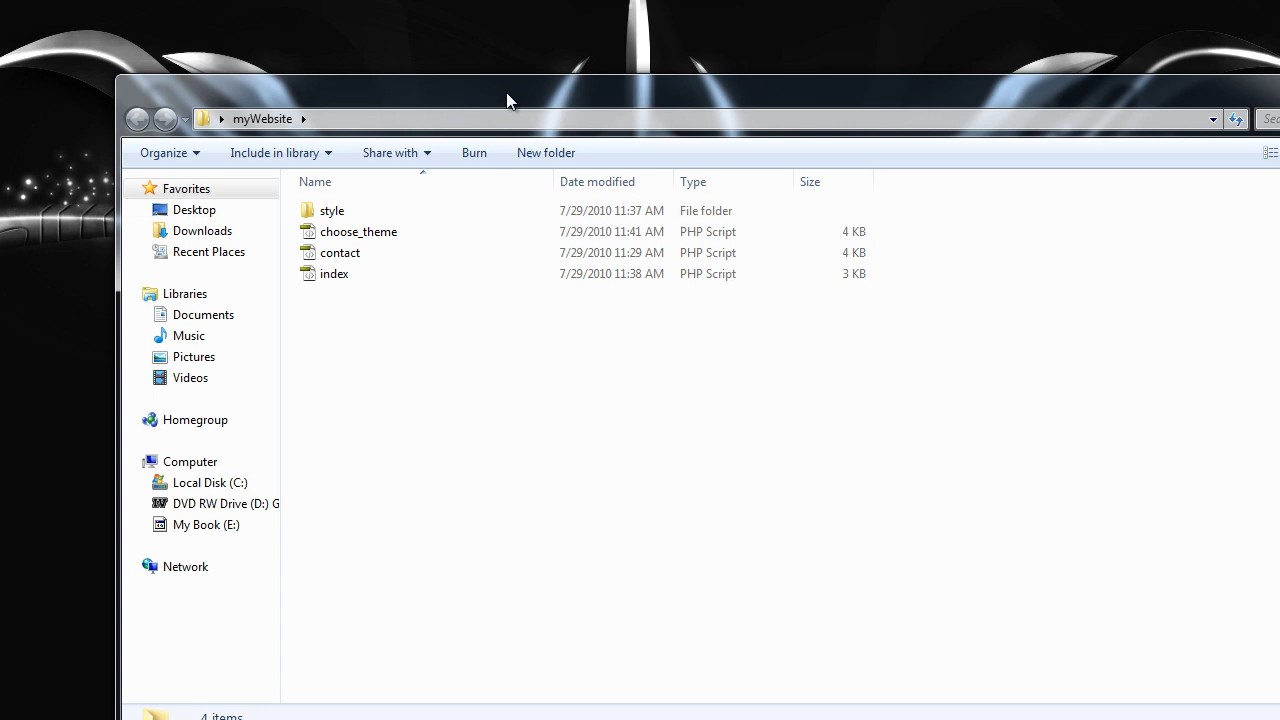 myWebsite
Sec
Organize Include in library Share with Burn New folder
Name Date modified Type Size
Favorites
Desktop
Downloads
Recent Places
Libraries
Documents
Music
Pictures
Videos
Homegroup
Computer
Local Disk (C:)
DVD RW Drive (D:) G
My Book (E:)
Network
style 7/29/2010 11:37 AM File folder
choose_theme 7/29/2010 11:41 AM PHP Script 4 KB
contact 7/29/2010 11:29 AM PHP Script 4 KB
index 7/29/2010 11:38 AM PHP Script 3 KB
4 items